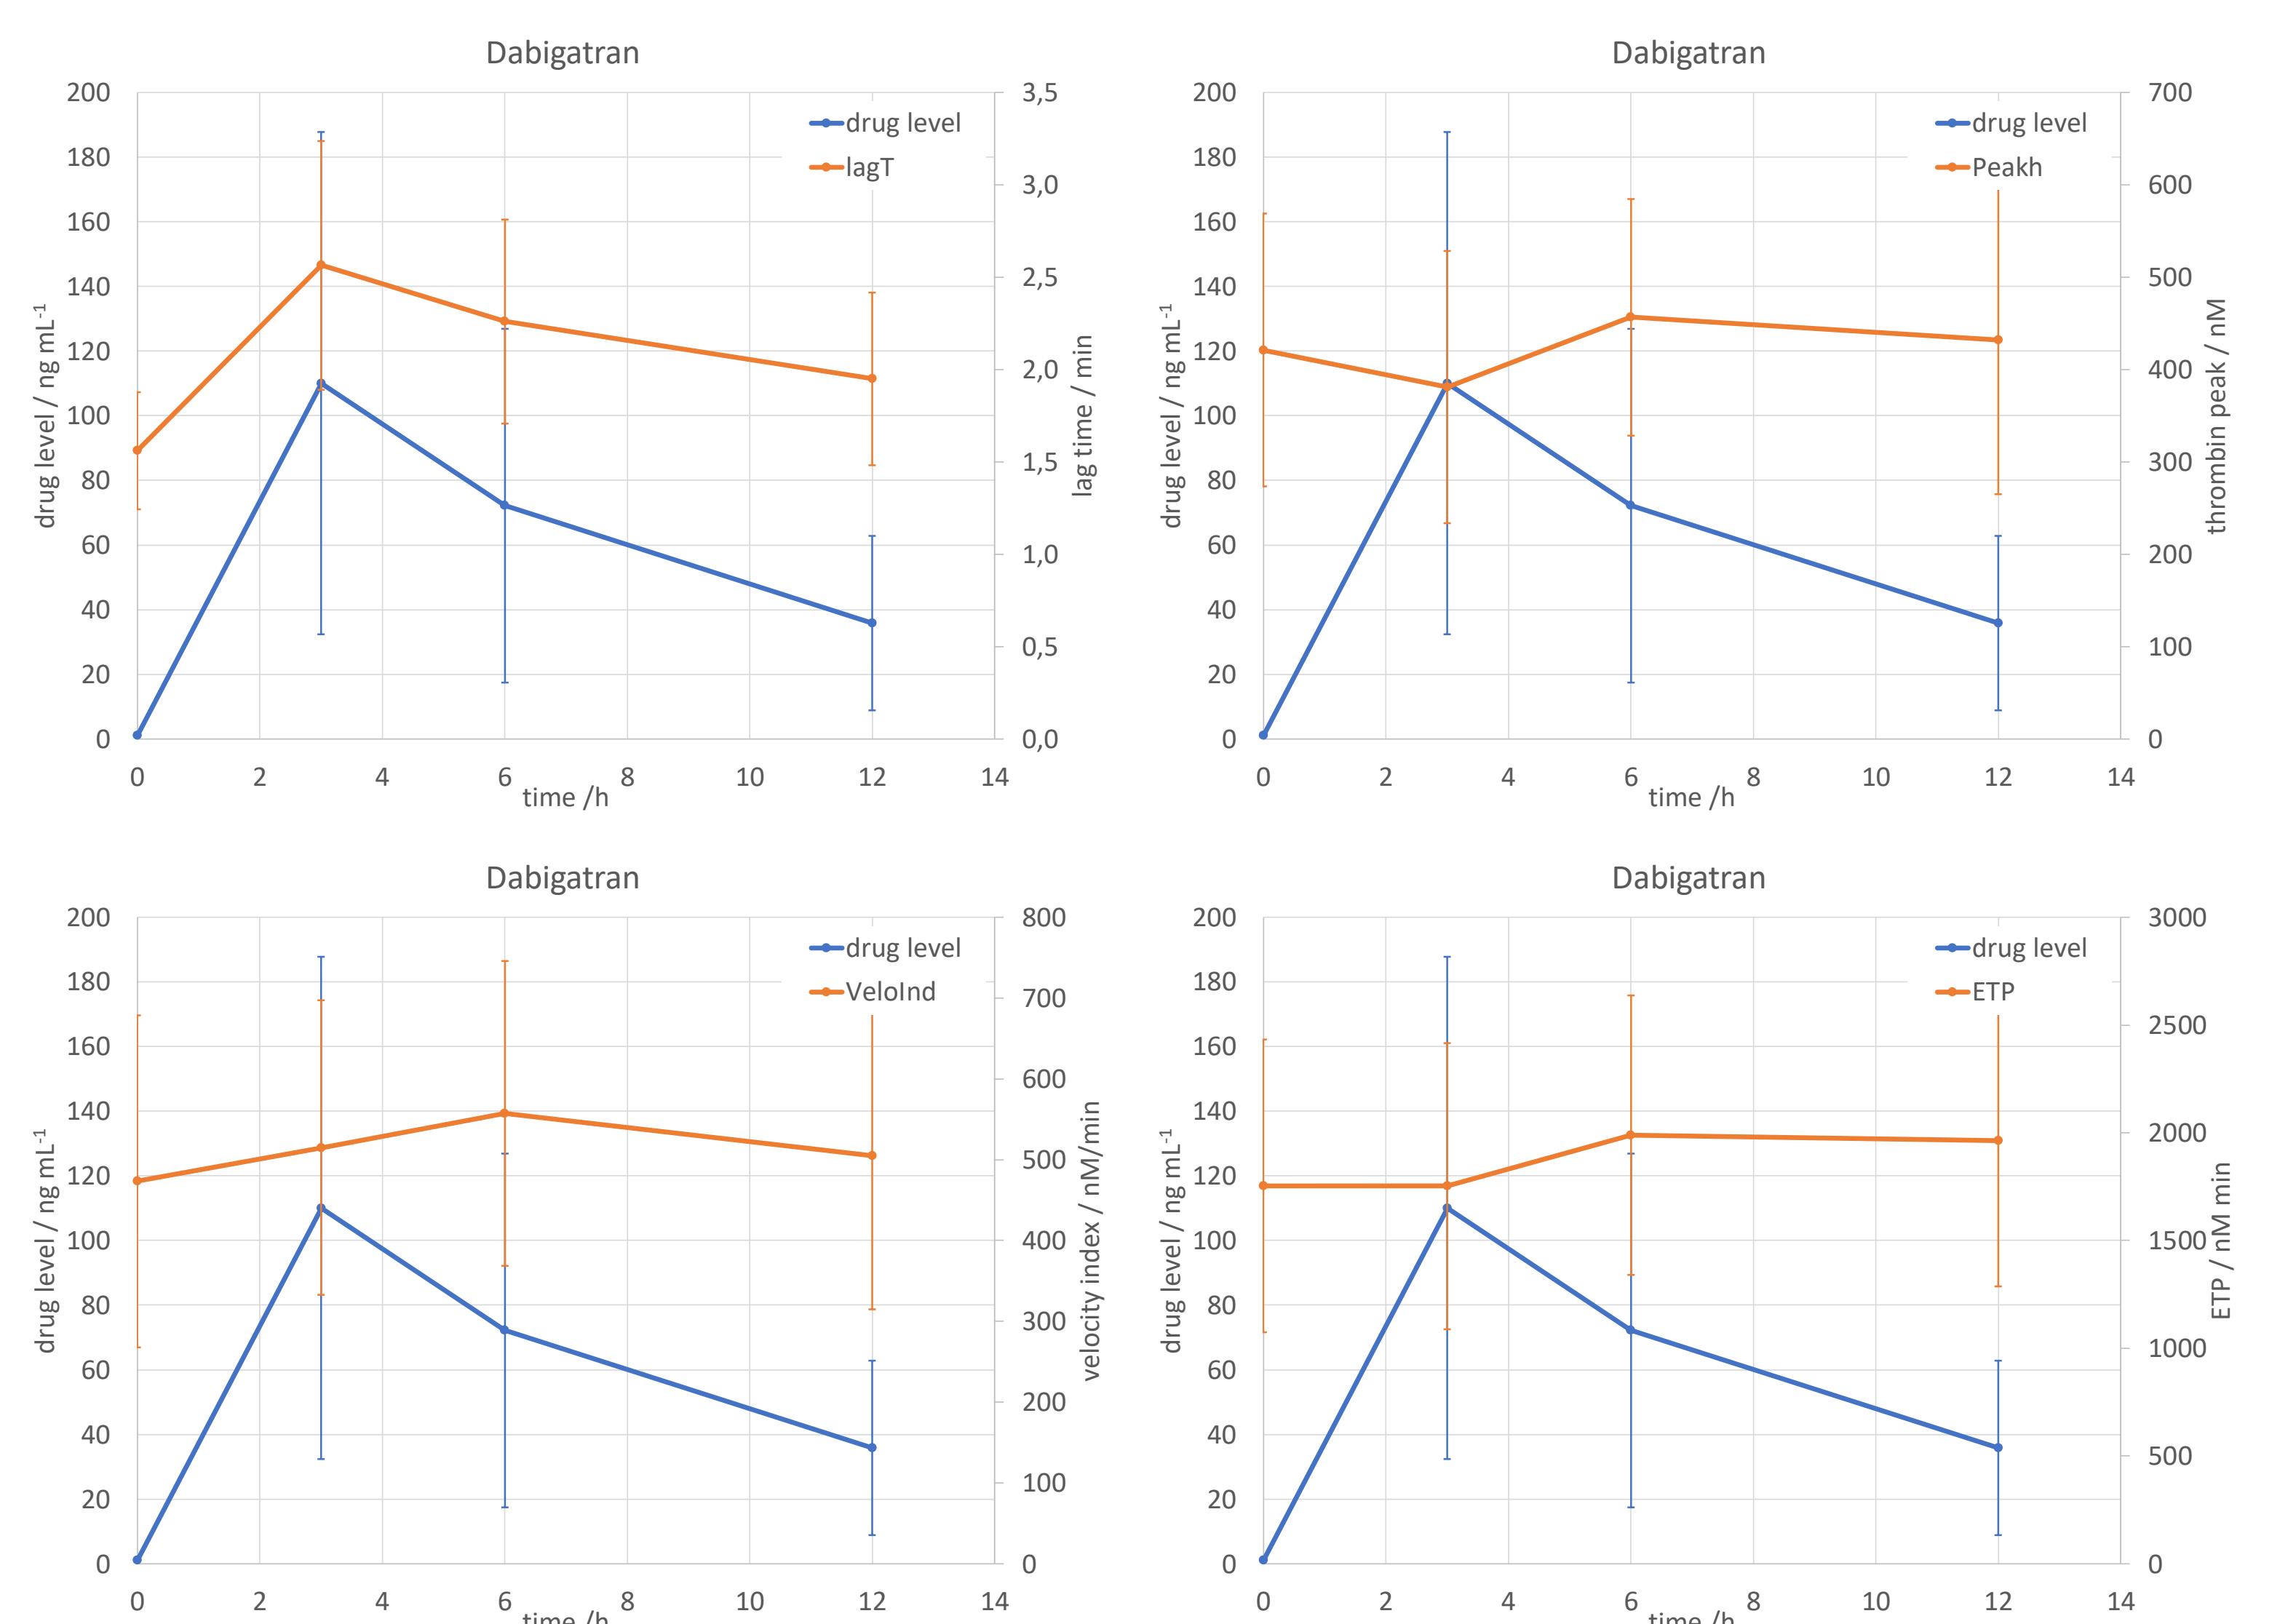 Dabigatran
200
180
160
140
120
100
80
60
40
20
0
drug level / ng mL-1
3,5
3,0
2,5
2,0
1,5
1,0
0,5
0,0
lag time / min
drug level
lagT
0 2 4 6 8 10 12 14
time /h
Dabigatran
200
180
160
140
120
100
80
60
40
20
0
drug level / ng mL-1
700
600
500
400
300
200
100
0
thrombin peak / nM
drug level
Peakh
0 2 4 6 8 10 12 14
time /h
Dabigatran
200
180
160
140
120
100
80
60
40
20
0
drug level / ng mL-1
800
700
600
500
400
300
200
100
0
velocity index / nM/min
drug level
VeloInd
0 2 4 6 8 10 12 14
time /h
Dabigatran
200
180
160
140
120
100
80
60
40
20
0
drug level / ng mL-1
3000
2500
2000
1500
1000
500
0
ETP / nM min
drug level
ETP
0 2 4 6 8 10 12 14
time /h